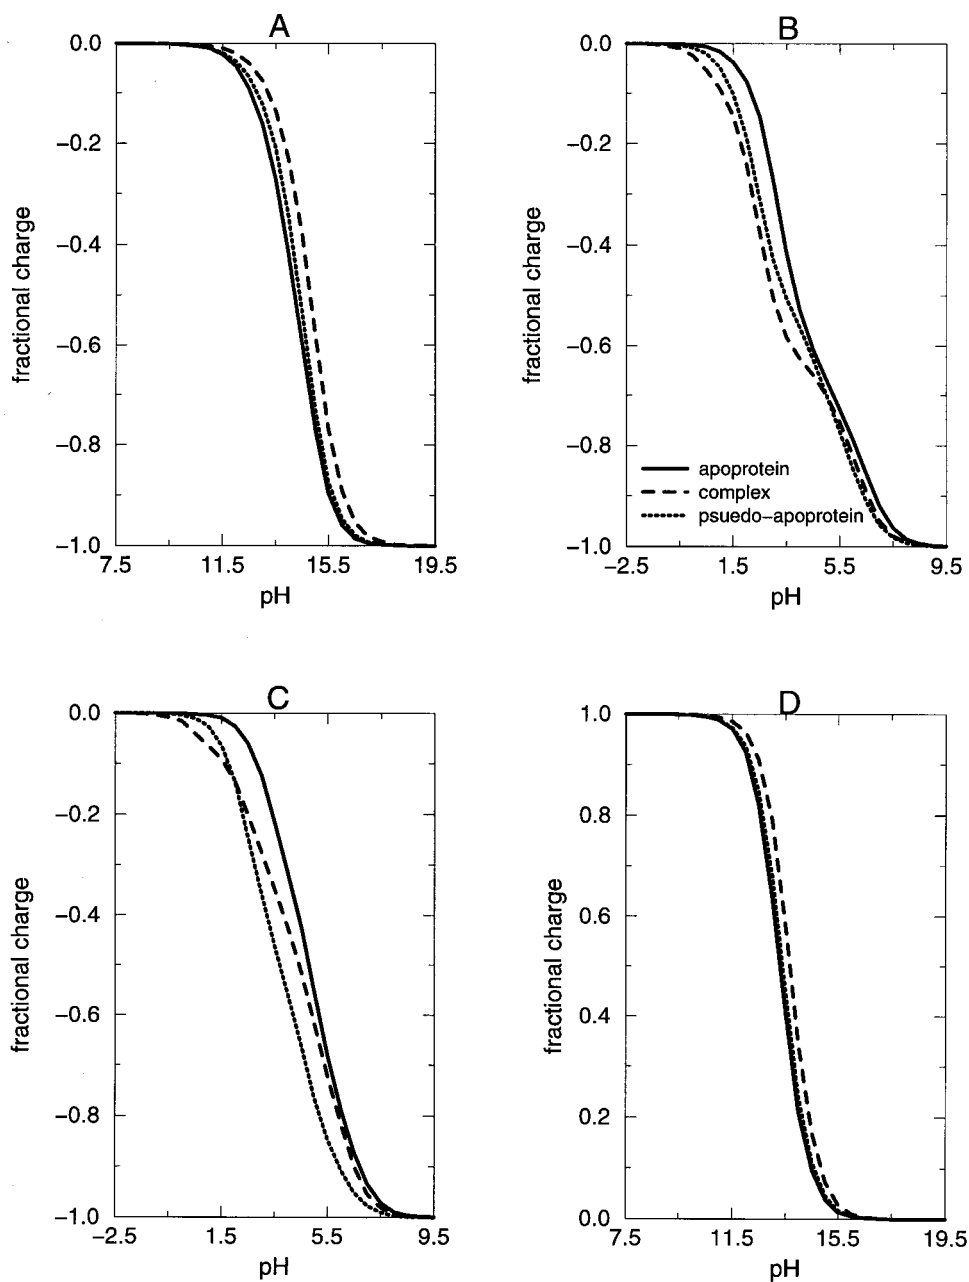 A
0.0
−0.2
−0.4
−0.6
−0.8
−1.0
7.5 11.5 15.5 19.5
pH
fractional charge
B
0.0
−0.2
−0.4
−0.6
−0.8
−1.0
−2.5 1.5 5.5 9.5
pH
fractional charge
apoprotein
complex
psuedo−apoprotein
C
0.0
−0.2
−0.4
−0.6
−0.8
−1.0
−2.5 1.5 5.5 9.5
pH
fractional charge
D
1.0
0.8
0.6
0.4
0.2
0.0
7.5 11.5 15.5 19.5
pH
fractional charge